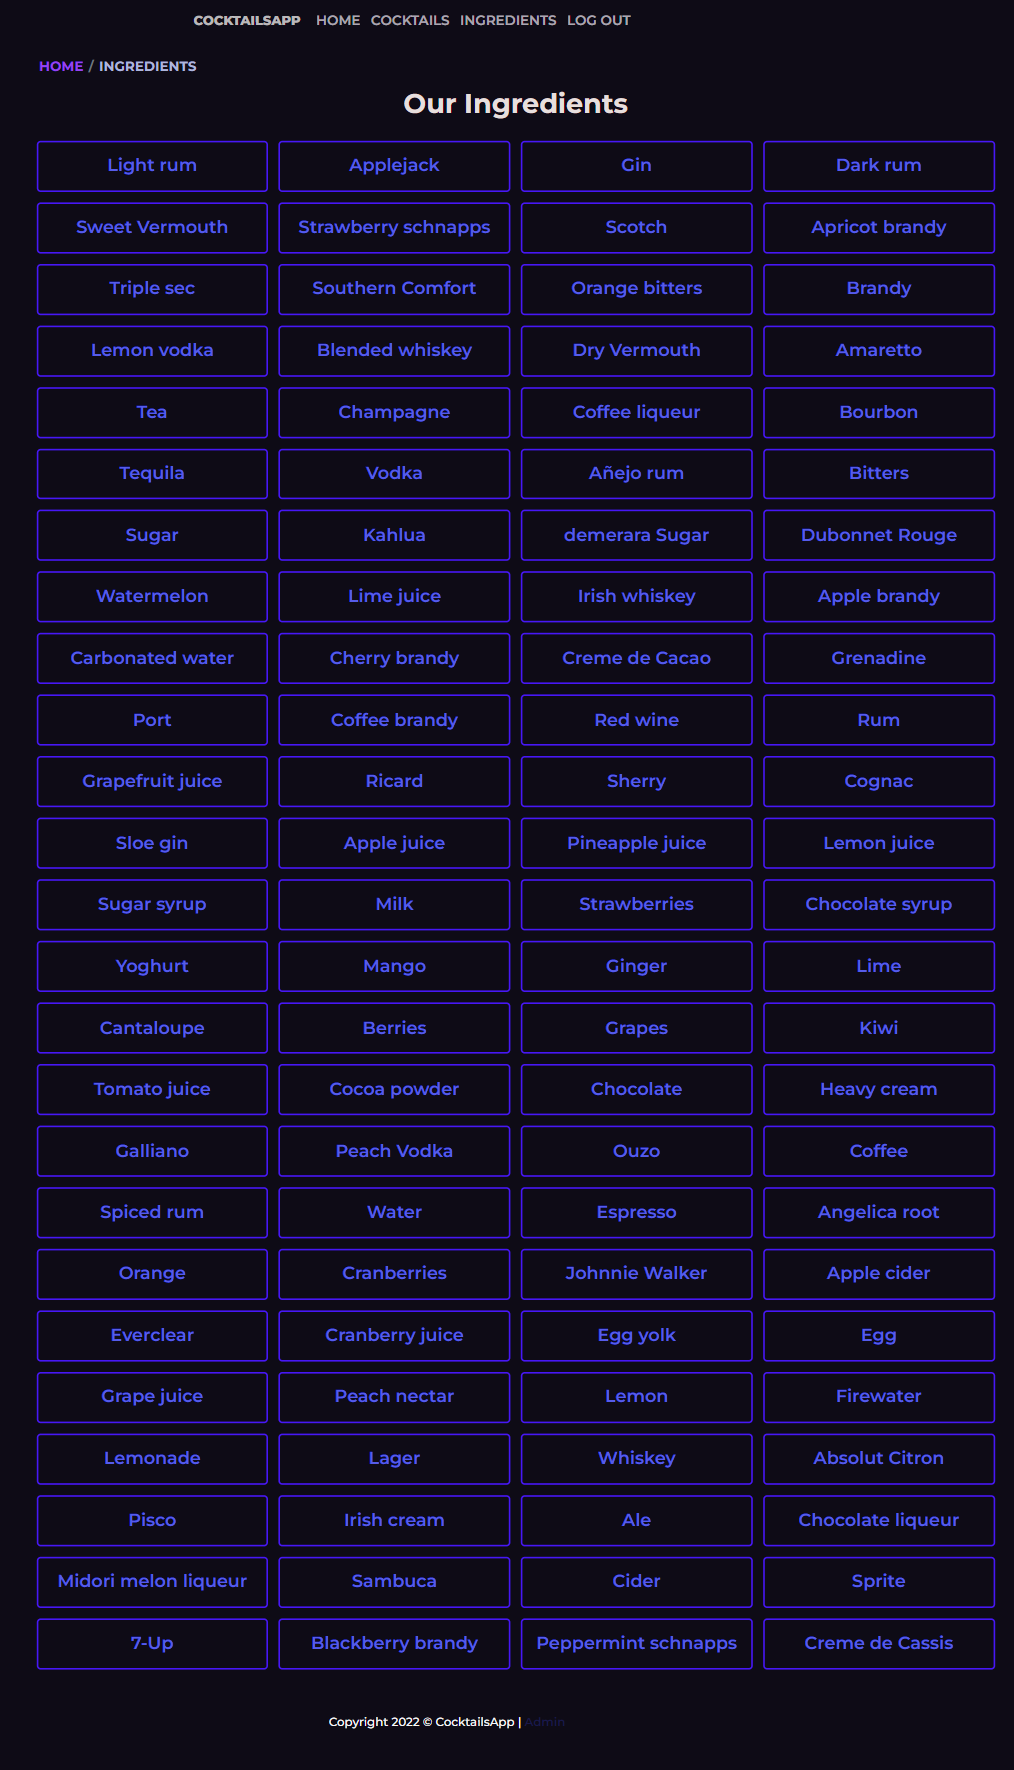 COCKTAILSAPP HOME COCKTAILS INGREDIENTS LOG OUT
HOME / INGREDIENTS
Our Ingredients
Light rum Applejack Gin Dark rum
Sweet Vermouth Strawberry schnapps Scotch Apricot brandy
Triple sec Southern Comfort Orange bitters Brandy
Lemon vodka Blended whiskey Dry Vermouth Amaretto
Tea Champagne Coffee liqueur Bourbon
Tequila Vodka Añejo rum Bitters
Sugar Kahlua demerara Sugar Dubonnet Rouge
Watermelon Lime juice Irish whiskey Apple brandy
Carbonated water Cherry brandy Creme de Cacao Grenadine
Port Coffee brandy Red wine Rum
Grapefruit juice Ricard Sherry Cognac
Sloe gin Apple juice Pineapple juice Lemon juice
Sugar syrup Milk Strawberries Chocolate syrup
Yoghurt Mango Ginger Lime
Cantaloupe Berries Grapes Kiwi
Tomato juice Cocoa powder Chocolate Heavy cream
Galliano Peach Vodka Ouzo Coffee
Spiced rum Water Espresso Angelica root
Orange Cranberries Johnnie Walker Apple cider
Everclear Cranberry juice Egg yolk Egg
Grape juice Peach nectar Lemon Firewater
Lemonade Lager Whiskey Absolut Citron
Pisco Irish cream Ale Chocolate liqueur
Midori melon liqueur Sambuca Cider Sprite
7-Up Blackberry brandy Peppermint schnapps Creme de Cassis
Copyright 2022 © CocktailsApp | Admin